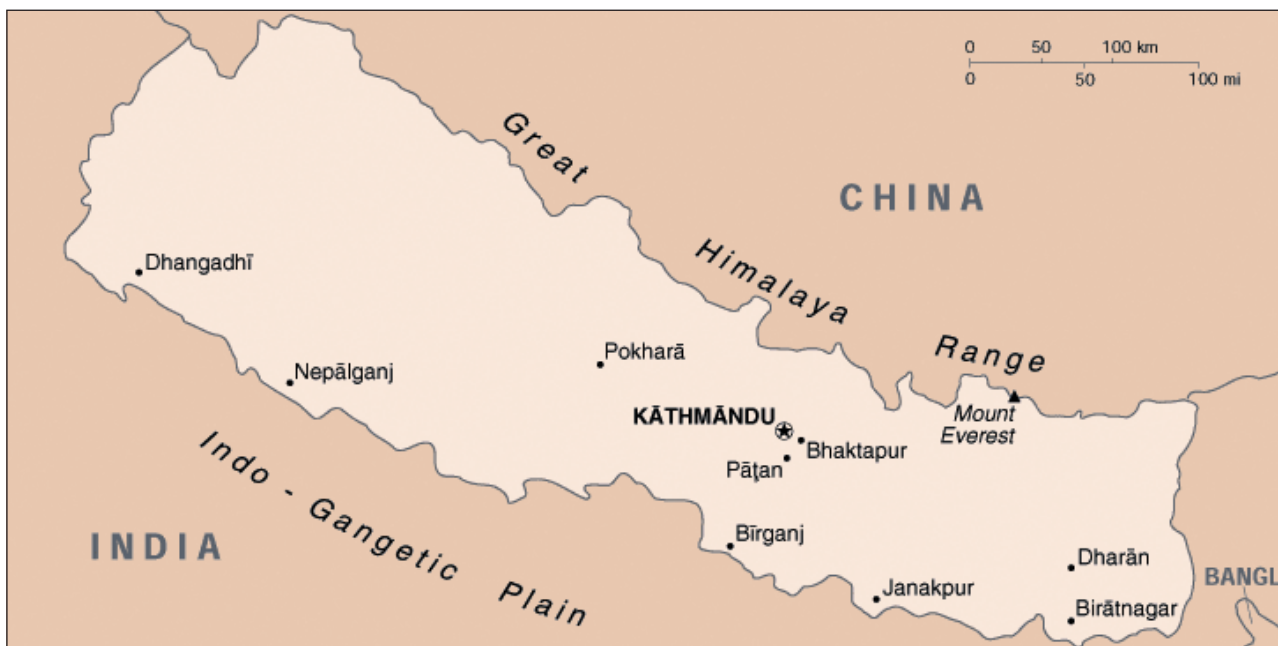 0 50 100 km
0 50 100 mi
Great
CHINA
Himalaya
Range
Dhangadhī
Nepālganj
Pokharā
KĀTHMĀNDU
Mount
Everest
Bhaktapur
Pāţan
Indo - Gangetic Plain
INDIA
Bīrganj
Dharān
Janakpur
BANGL
Birātnagar